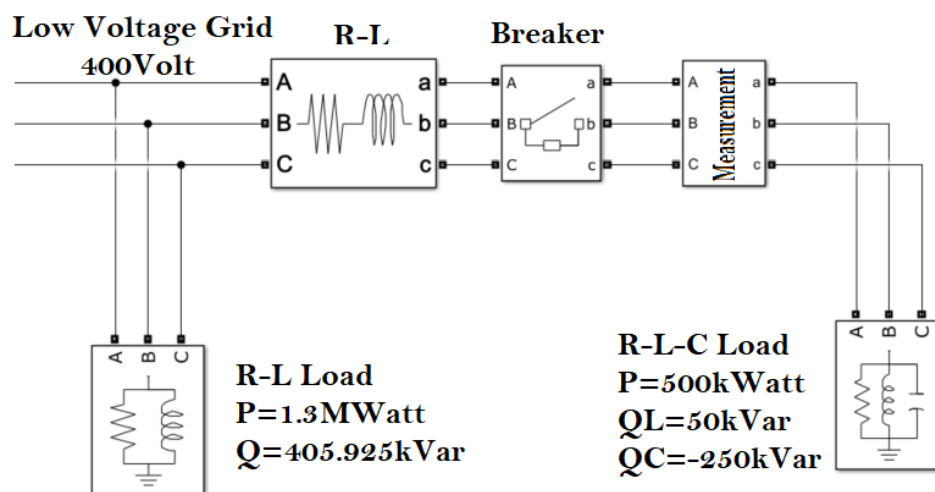 Low Voltage Grid
400Volt
R-L
Breaker
A
B
C
a
b
c
A
B
C
a
b
c
A
B
C
Measurement
a
b
c
A
B
C
R-L Load
P=1.3MWatt
Q=405.925kVar
A
B
C
R-L-C Load
P=500kWatt
QL=50kVar
QC=-250kVar